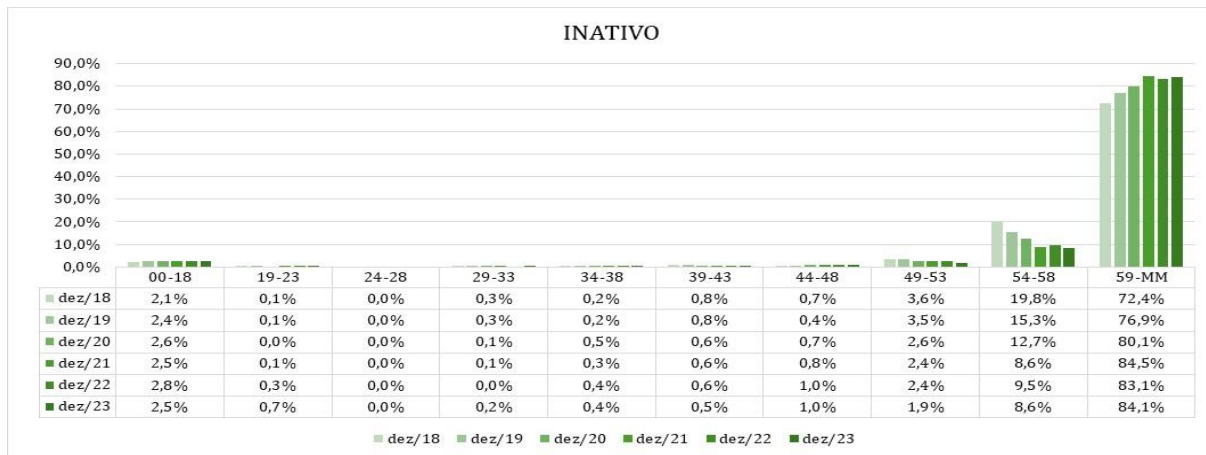 INATIVO
90,0%
80,0%
70,0%
60,0%
50,0%
40,0%
30,0%
20,0%
10,0%
0,0%
00-18 19-23 24-28 29-33 34-38 39-43 44-48 49-53 54-58 59-MM
dez/18 2,1% 0,1% 0,0% 0,3% 0,2% 0,8% 0,7% 3,6% 19,8% 72,4%
dez/19 2,4% 0,1% 0,0% 0,3% 0,2% 0,8% 0,4% 3,5% 15,3% 76,9%
dez/20 2,6% 0,0% 0,0% 0,1% 0,5% 0,6% 0,7% 2,6% 12,7% 80,1%
dez/21 2,5% 0,1% 0,0% 0,1% 0,3% 0,6% 0,8% 2,4% 8,6% 84,5%
dez/22 2,8% 0,3% 0,0% 0,0% 0,4% 0,6% 1,0% 2,4% 9,5% 83,1%
dez/23 2,5% 0,7% 0,0% 0,2% 0,4% 0,5% 1,0% 1,9% 8,6% 84,1%
dez/18 dez/19 dez/20 dez/21 dez/22 dez/23